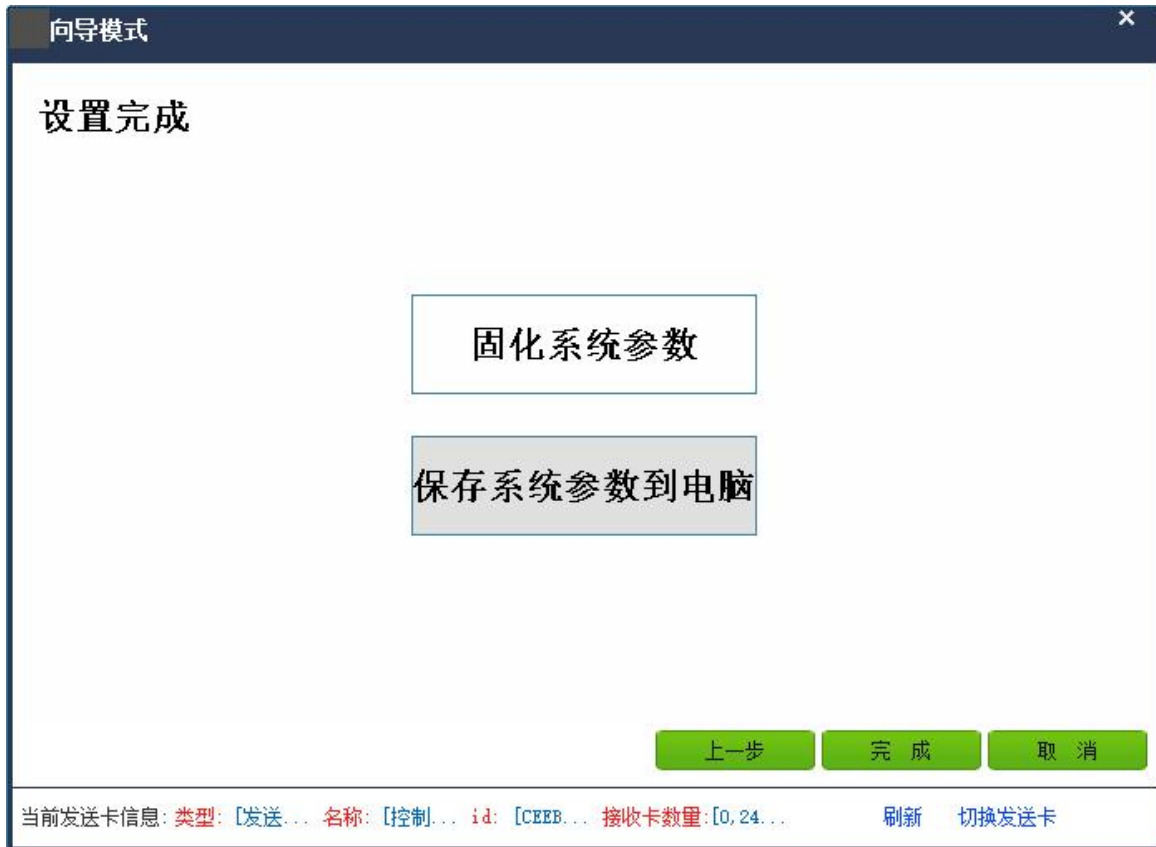 向导模式 ×
设置完成
固化系统参数
保存系统参数到电脑
上一步 完 成 取 消
当前发送卡信息: 类型: [发送... 名称: [控制... id: [CEEB... 接收卡数量:[0,24... 刷新 切换发送卡